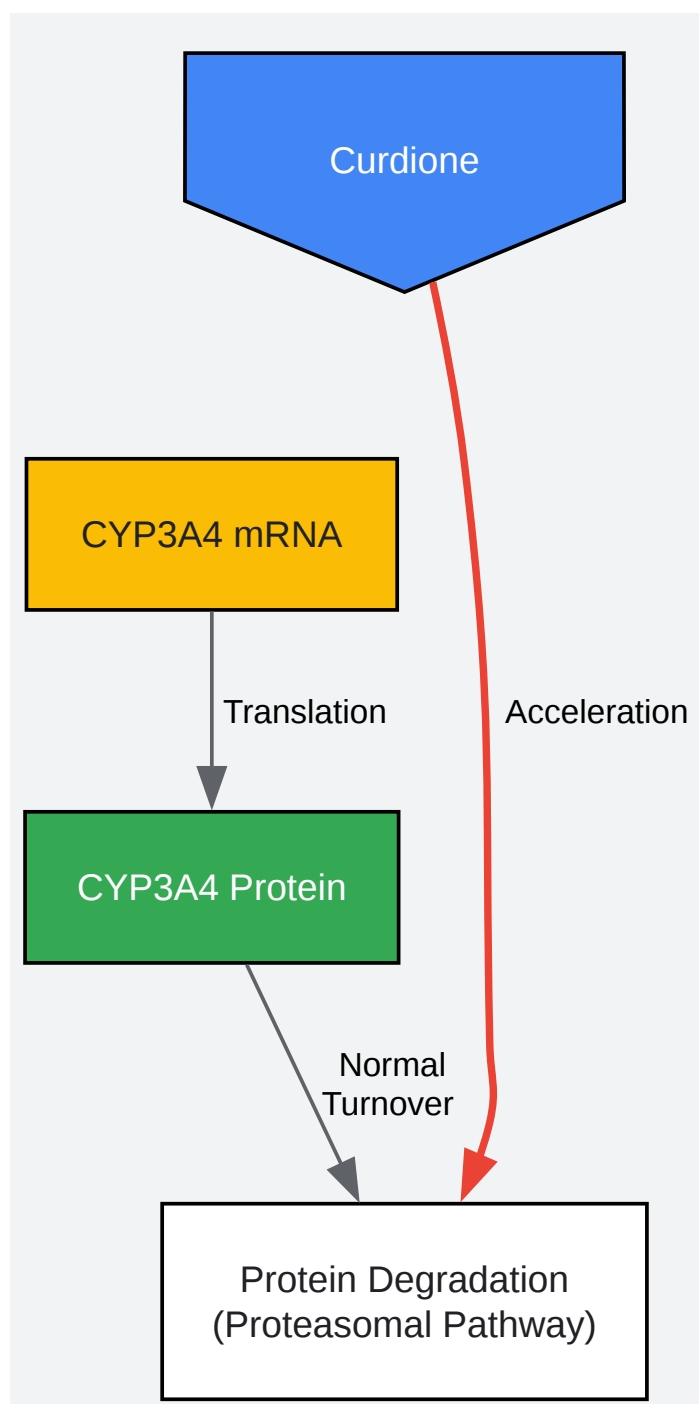 Curdione
CYP3A4 mRNA
Translation
Acceleration
CYP3A4 Protein
Normal
Turnover
Protein Degradation
(Proteasomal Pathway)